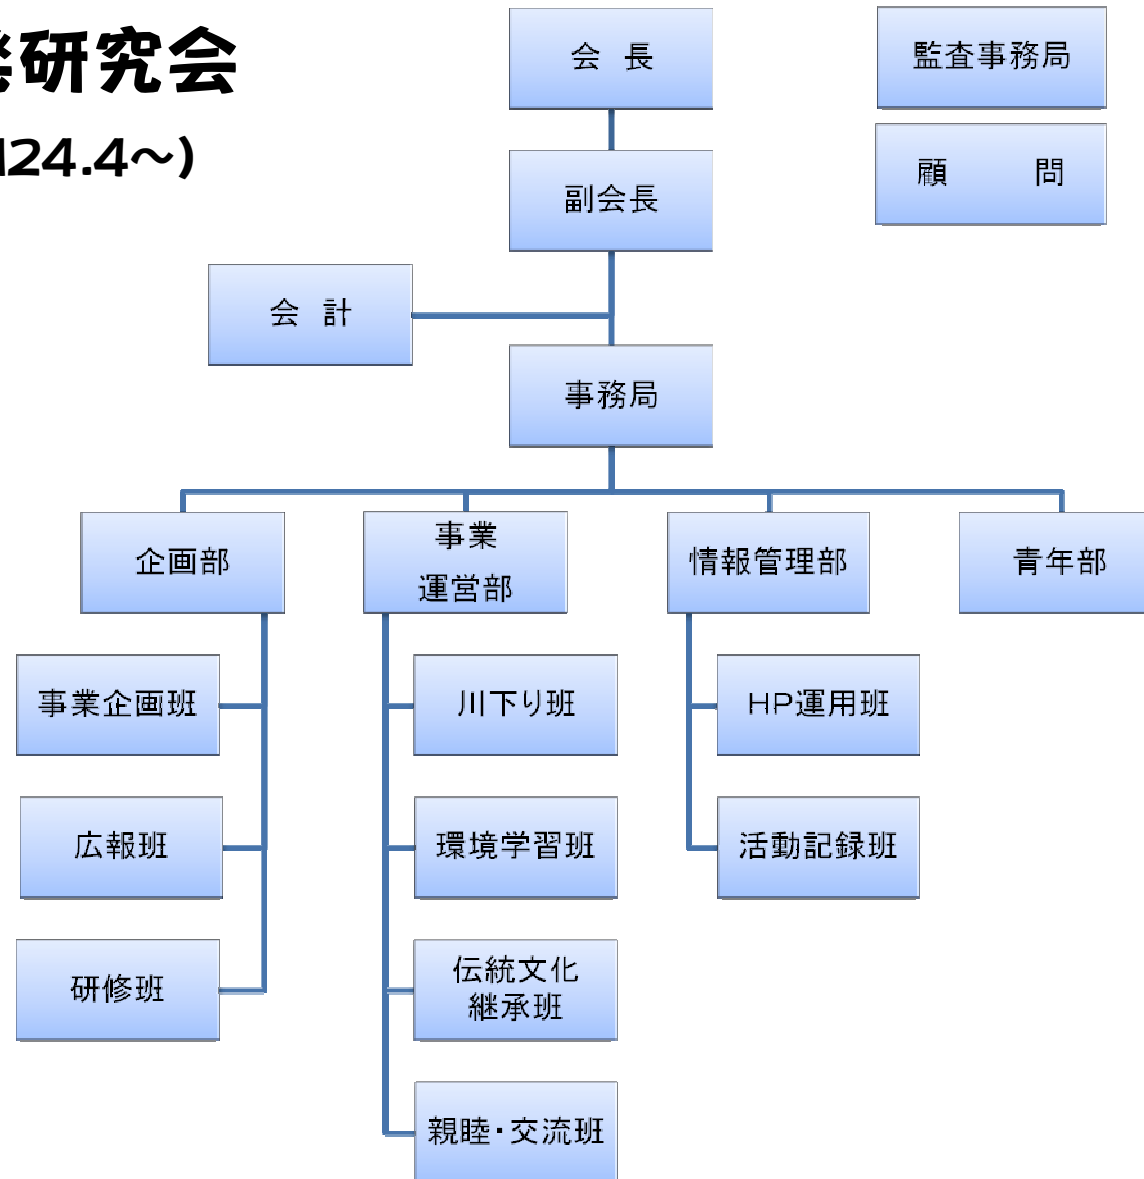 発研究会
24.4～)
会 長
監査事務局
顧 問
副会長
会 計
事務局
企画部
事業
運営部
情報管理部
青年部
事業企画班
川下り班
HP運用班
広報班
環境学習班
活動記録班
研修班
伝統文化
継承班
親睦・交流班